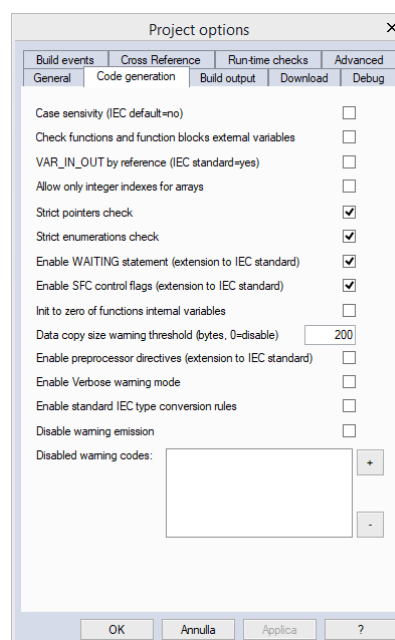 Project options
Build events Cross Reference Run-time checks Advanced
General Code generation Build output Download Debug
Case sensivity (IEC default=no)
Check functions and function blocks external variables
VAR_IN_OUT by reference (IEC standard=yes)
Allow only integer indexes for arrays
Strict pointers check
Strict enumerations check
Enable WAITING statement (extension to IEC standard)
Enable SFC control flags (extension to IEC standard)
Init to zero of functions internal variables
Data copy size warning threshold (bytes, 0=disable) 200
Enable preprocessor directives (extension to IEC standard)
Enable Verbose warning mode
Enable standard IEC type conversion rules
Disable warning emission
Disabled warning codes:
+
-
OK Annulla Applica ?